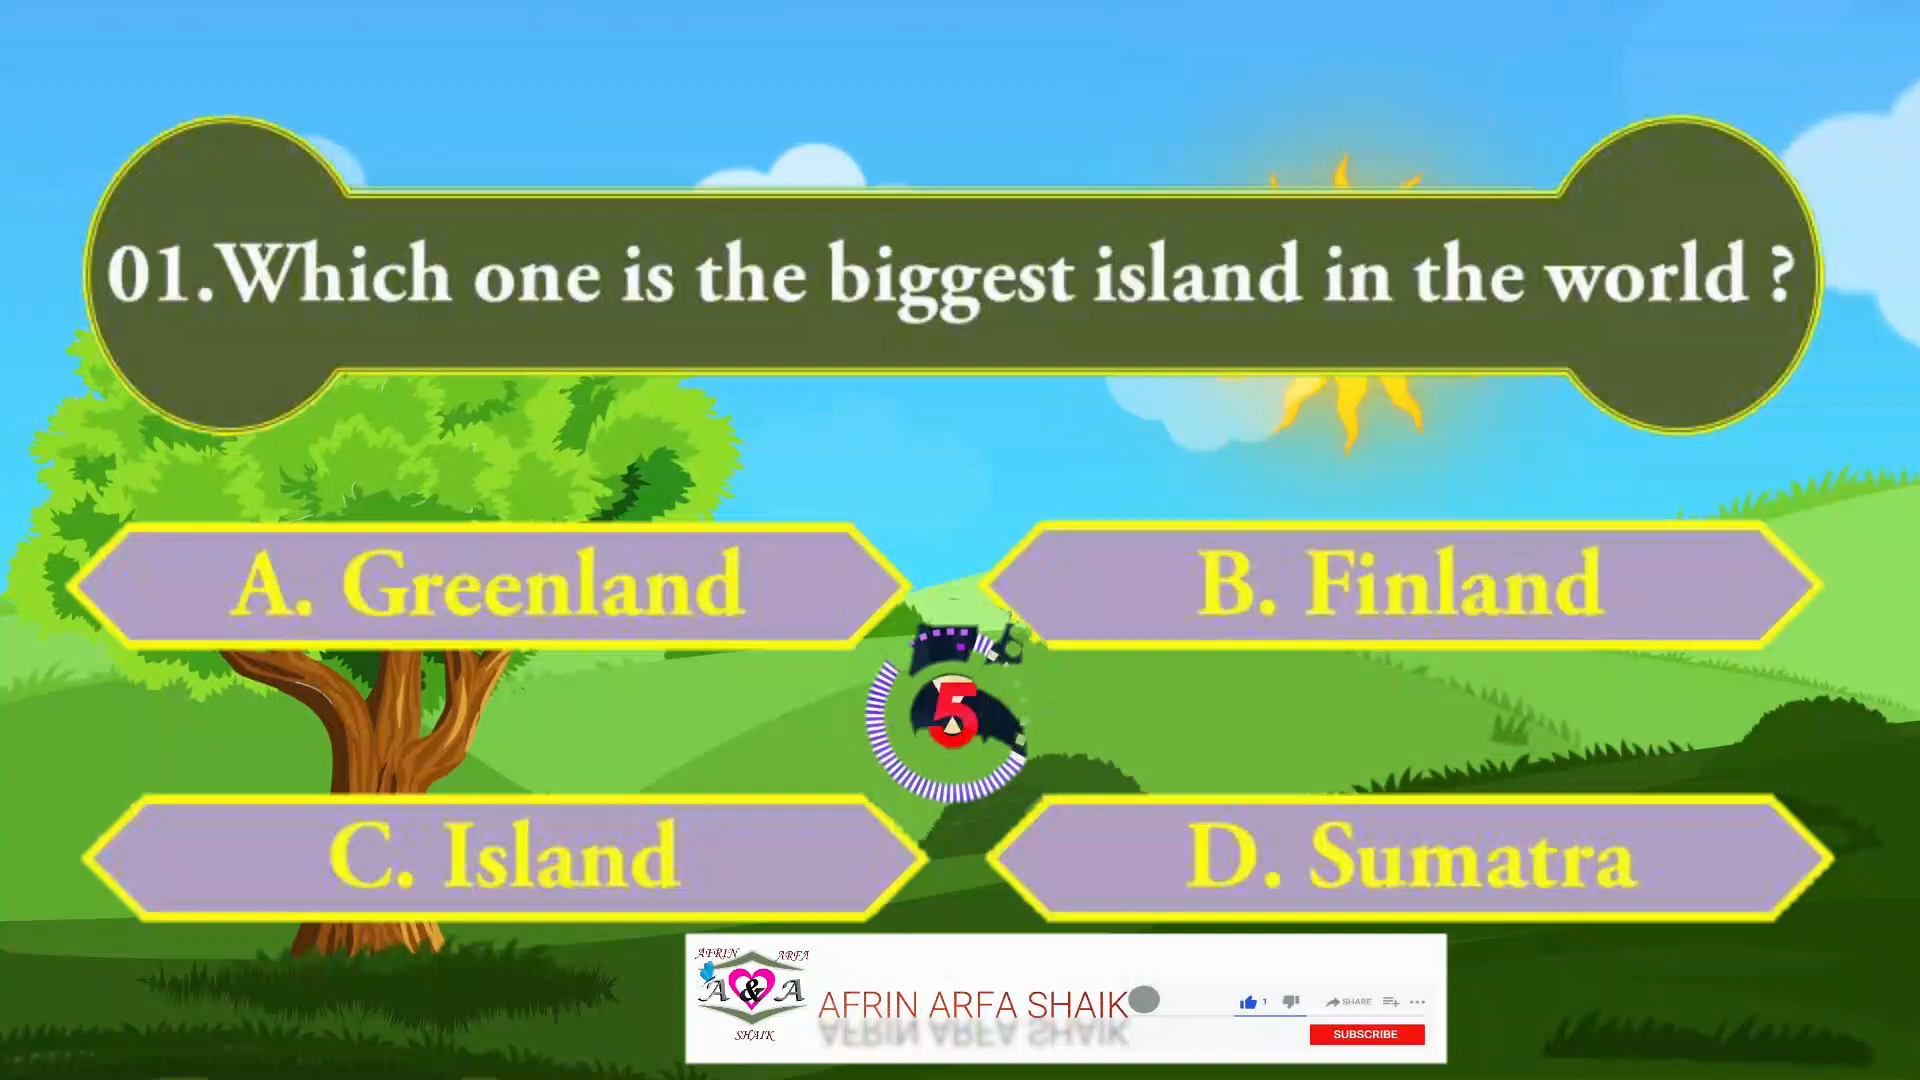 01.Which one is the biggest island in the world ?
A. Greenland
B. Finland
5
C. Island
D. Sumatra
AFRIN ARFA
A & A
SHAIK
AFRIN ARFA SHAIK
1 SHARE
SUBSCRIBE